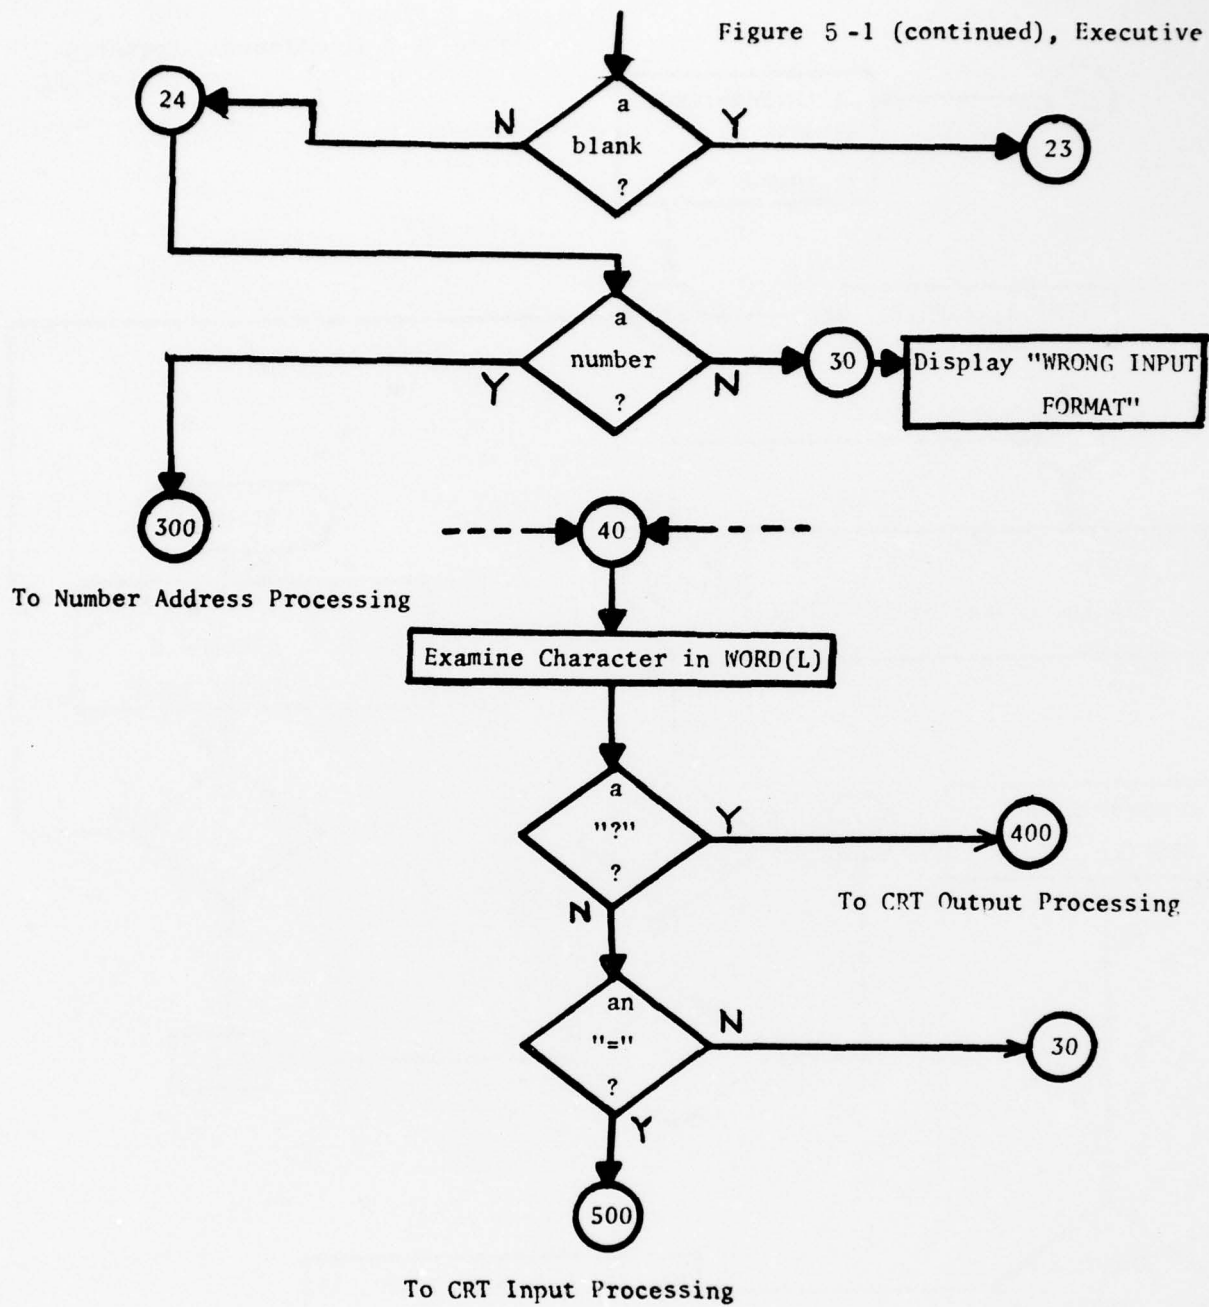 Figure 5-1 (continued), Executive
24
a
blank
?
N
Y
23
a
number
?
Y
N
30
Display "WRONG INPUT
FORMAT"
300
40
To Number Address Processing
Examine Character in WORD(L)
a
"?"
?
Y
400
N
To CRT Output Processing
an
"="
?
N
30
Y
500
To CRT Input Processing